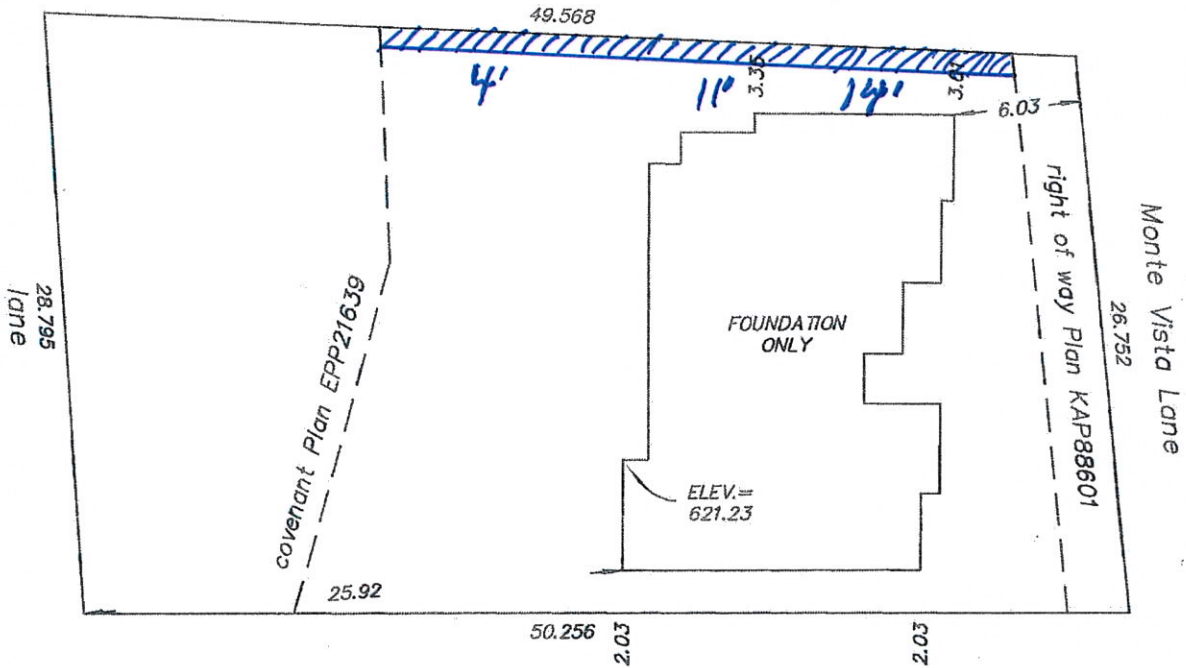 49.568
4' 11' 3.35 14' 3.61
6.03
Monte Vista Lane
26.752
right of way Plan KAP88601
FOUNDATION
ONLY
28.795
lane
covenant Plan EPP21639
ELEV.=
621.23
25.92
50.256
2.03
2.03